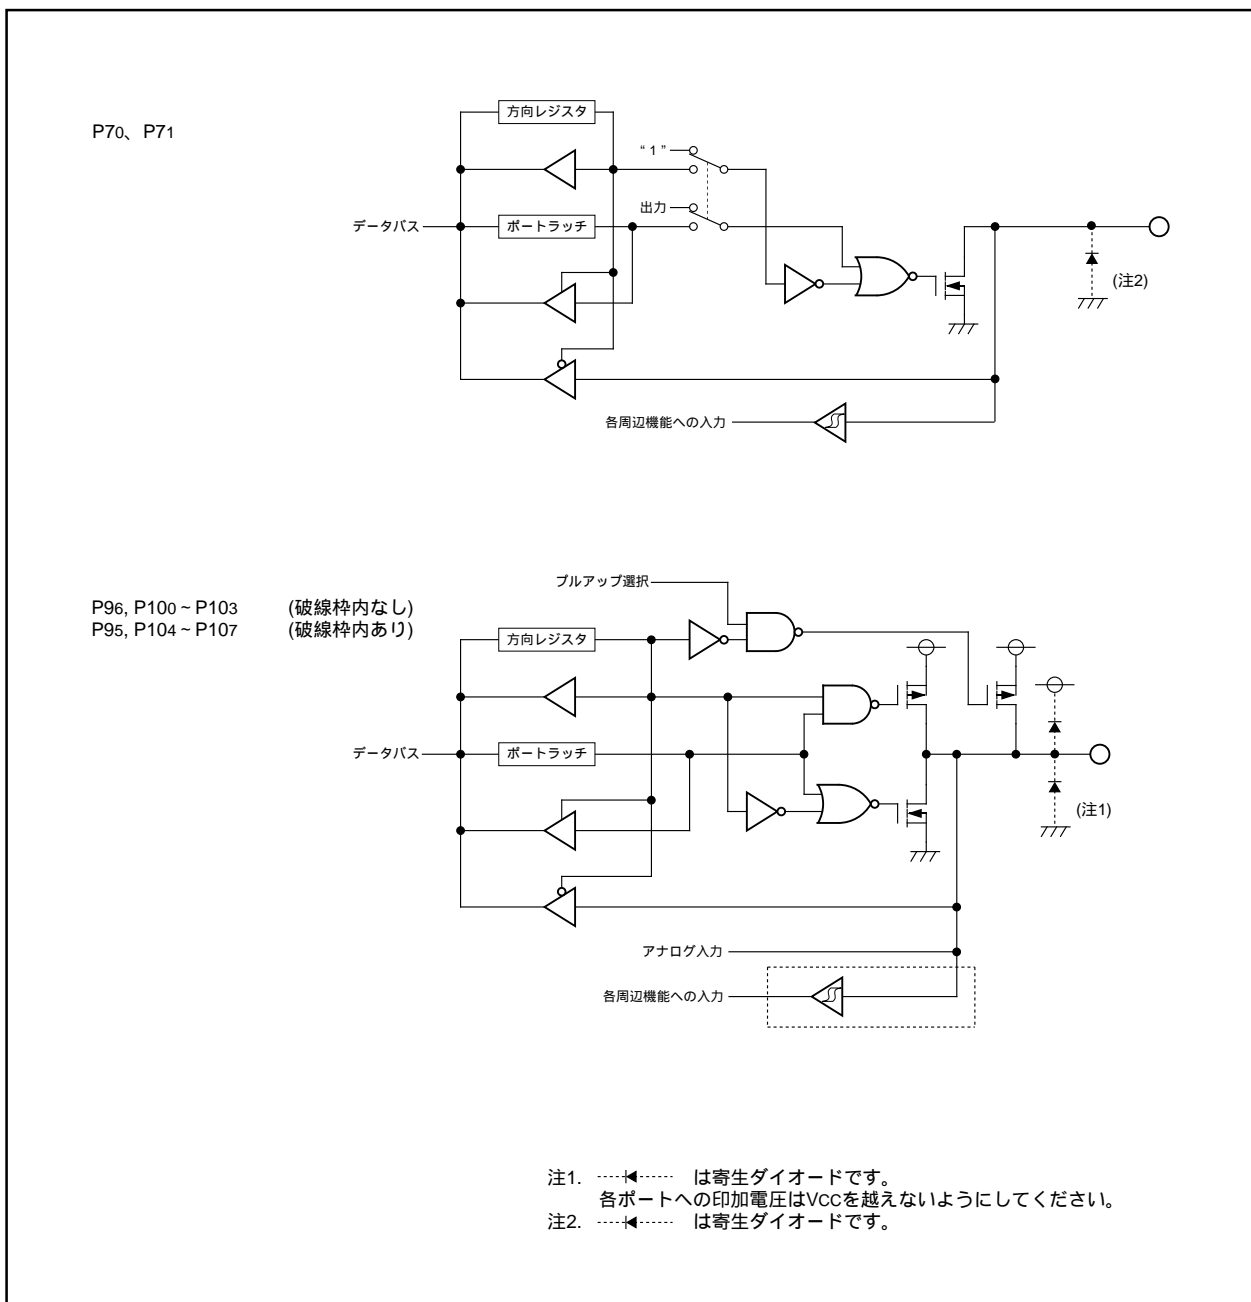 P70、P71
方向レジスタ
“1”
出力
データバス
ポートラッチ
(注2)
各周辺機能への入力
プルアップ選択
P96, P100 ~ P103 (破線枠内なし)
P95, P104 ~ P107 (破線枠内あり)
方向レジスタ
データバス
ポートラッチ
(注1)
アナログ入力
各周辺機能への入力
注1. は寄生ダイオードです。
各ポートへの印加電圧はVCCを越えないようにしてください。
注2. は寄生ダイオードです。